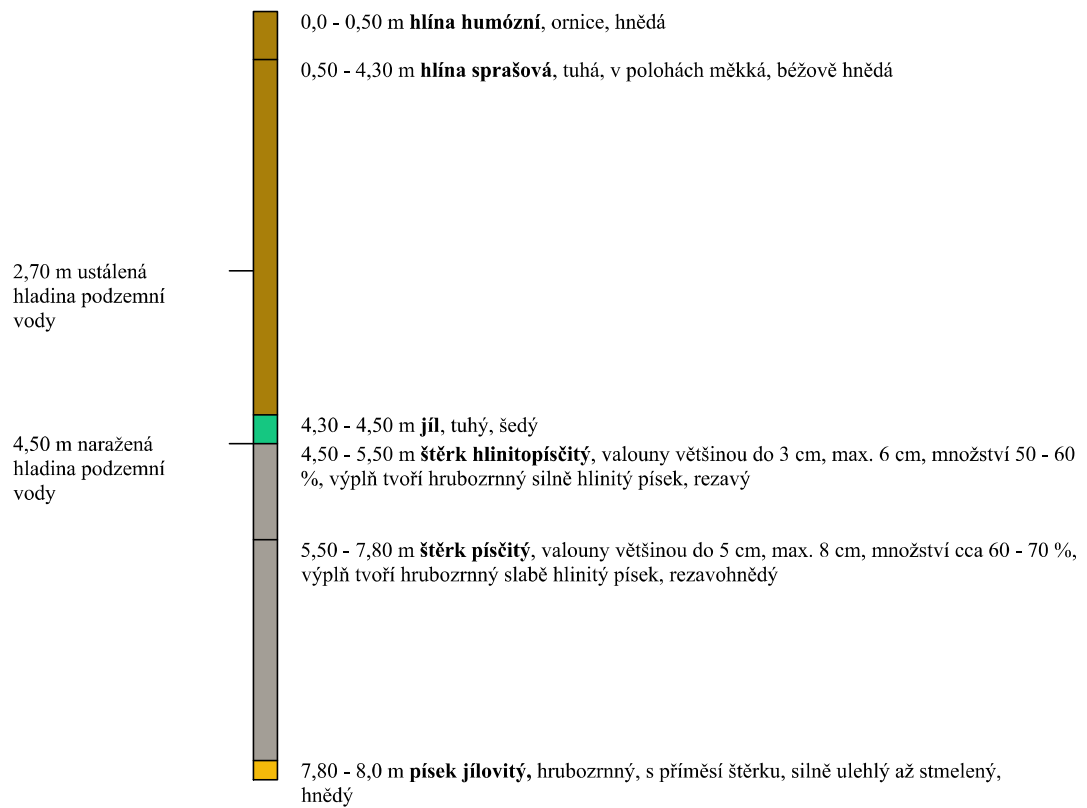 0,0 - 0,50 m hlína humózní, ornice, hnědá
0,50 - 4,30 m hlína sprašová, tuhá, v polohách měkká, béžově hnědá
2,70 m ustálená
hladina podzemní
vody
4,30 - 4,50 m jíl, tuhý, šedý
4,50 m naražená
hladina podzemní
vody
4,50 - 5,50 m štěrk hlinitopísčitý, valouny většinou do 3 cm, max. 6 cm, množství 50 - 60
%, výplň tvoří hrubozrnný silně hlinitý písek, rezavý
5,50 - 7,80 m štěrk písčitý, valouny většinou do 5 cm, max. 8 cm, množství cca 60 - 70 %,
výplň tvoří hrubozrnný slabě hlinitý písek, rezavohnědý
7,80 - 8,0 m písek jílovitý, hrubozrnný, s příměsí štěrku, silně ulehlý až stmelený,
hnědý